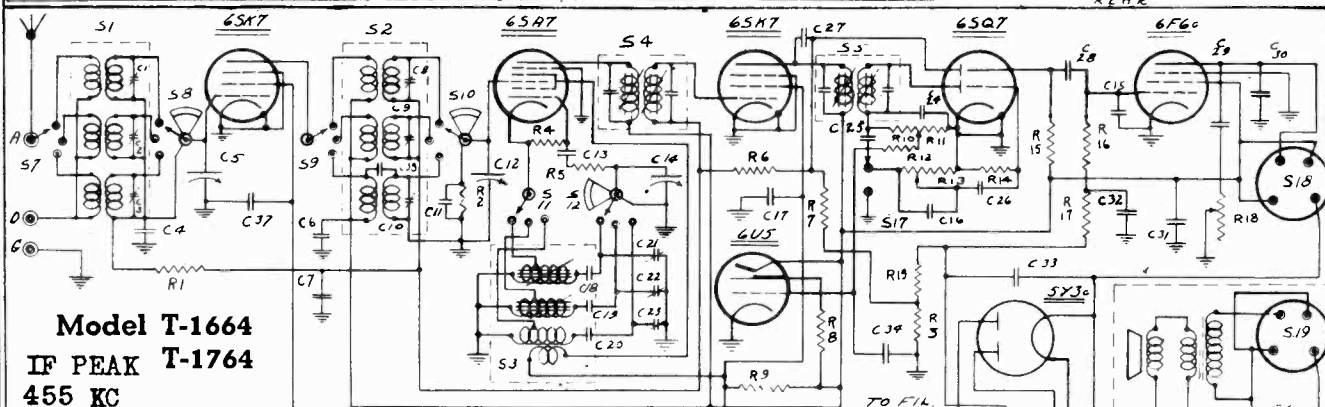 REAR
S1
6SK7
S2
6SA7
S4
6SK7
C27
S5
6SQ7
C28
6F6G
C29
C30
C1
S8
C8
S10
C9
C15
A
S7
C5
S9
R4
C13
C14
C25
R10
R11
R15
R16
R5
C12
R12
R6
R13
R14
S18
S11
S12
C37
C11
R2
C17
R7
S17
C16
C26
R17
C32
D
C4
C6
C10
6U5
C31
R18
G
C21
C18
C22
R19
C33
R1
C7
C19
C23
5Y3G
C20
R8
C34
R3
S19
S3
R9
Model T-1664
T-1764
IF PEAK
455 KC
TO FIL.